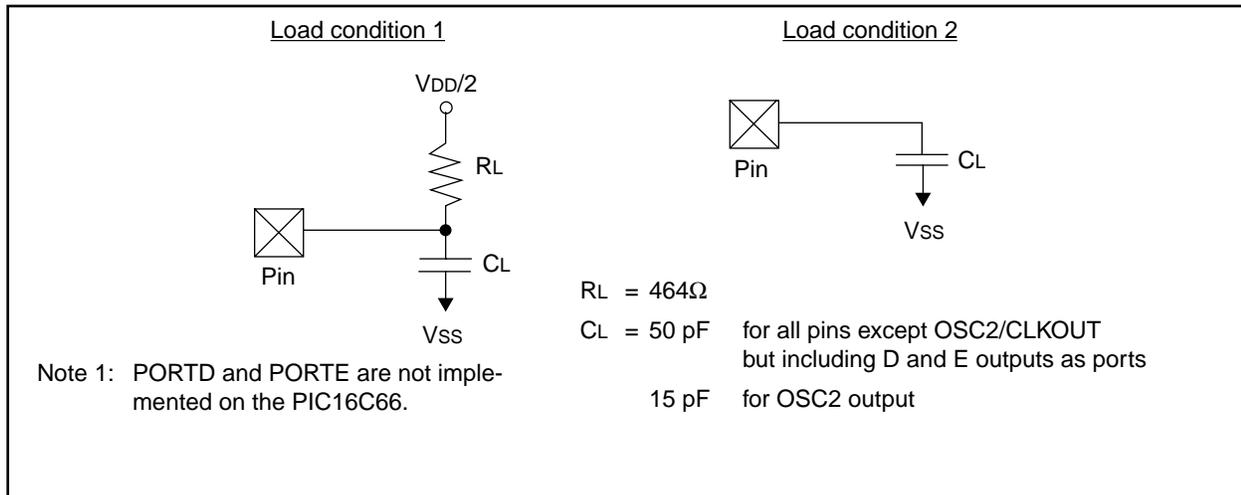 Load condition 1
VDD/2
RL
Pin
CL
VSS
Load condition 2
Pin
CL
VSS
RL = 464Ω
CL = 50 pF for all pins except OSC2/CLKOUT
but including D and E outputs as ports
15 pF for OSC2 output
Note 1: PORTD and PORTE are not imple-
mented on the PIC16C66.